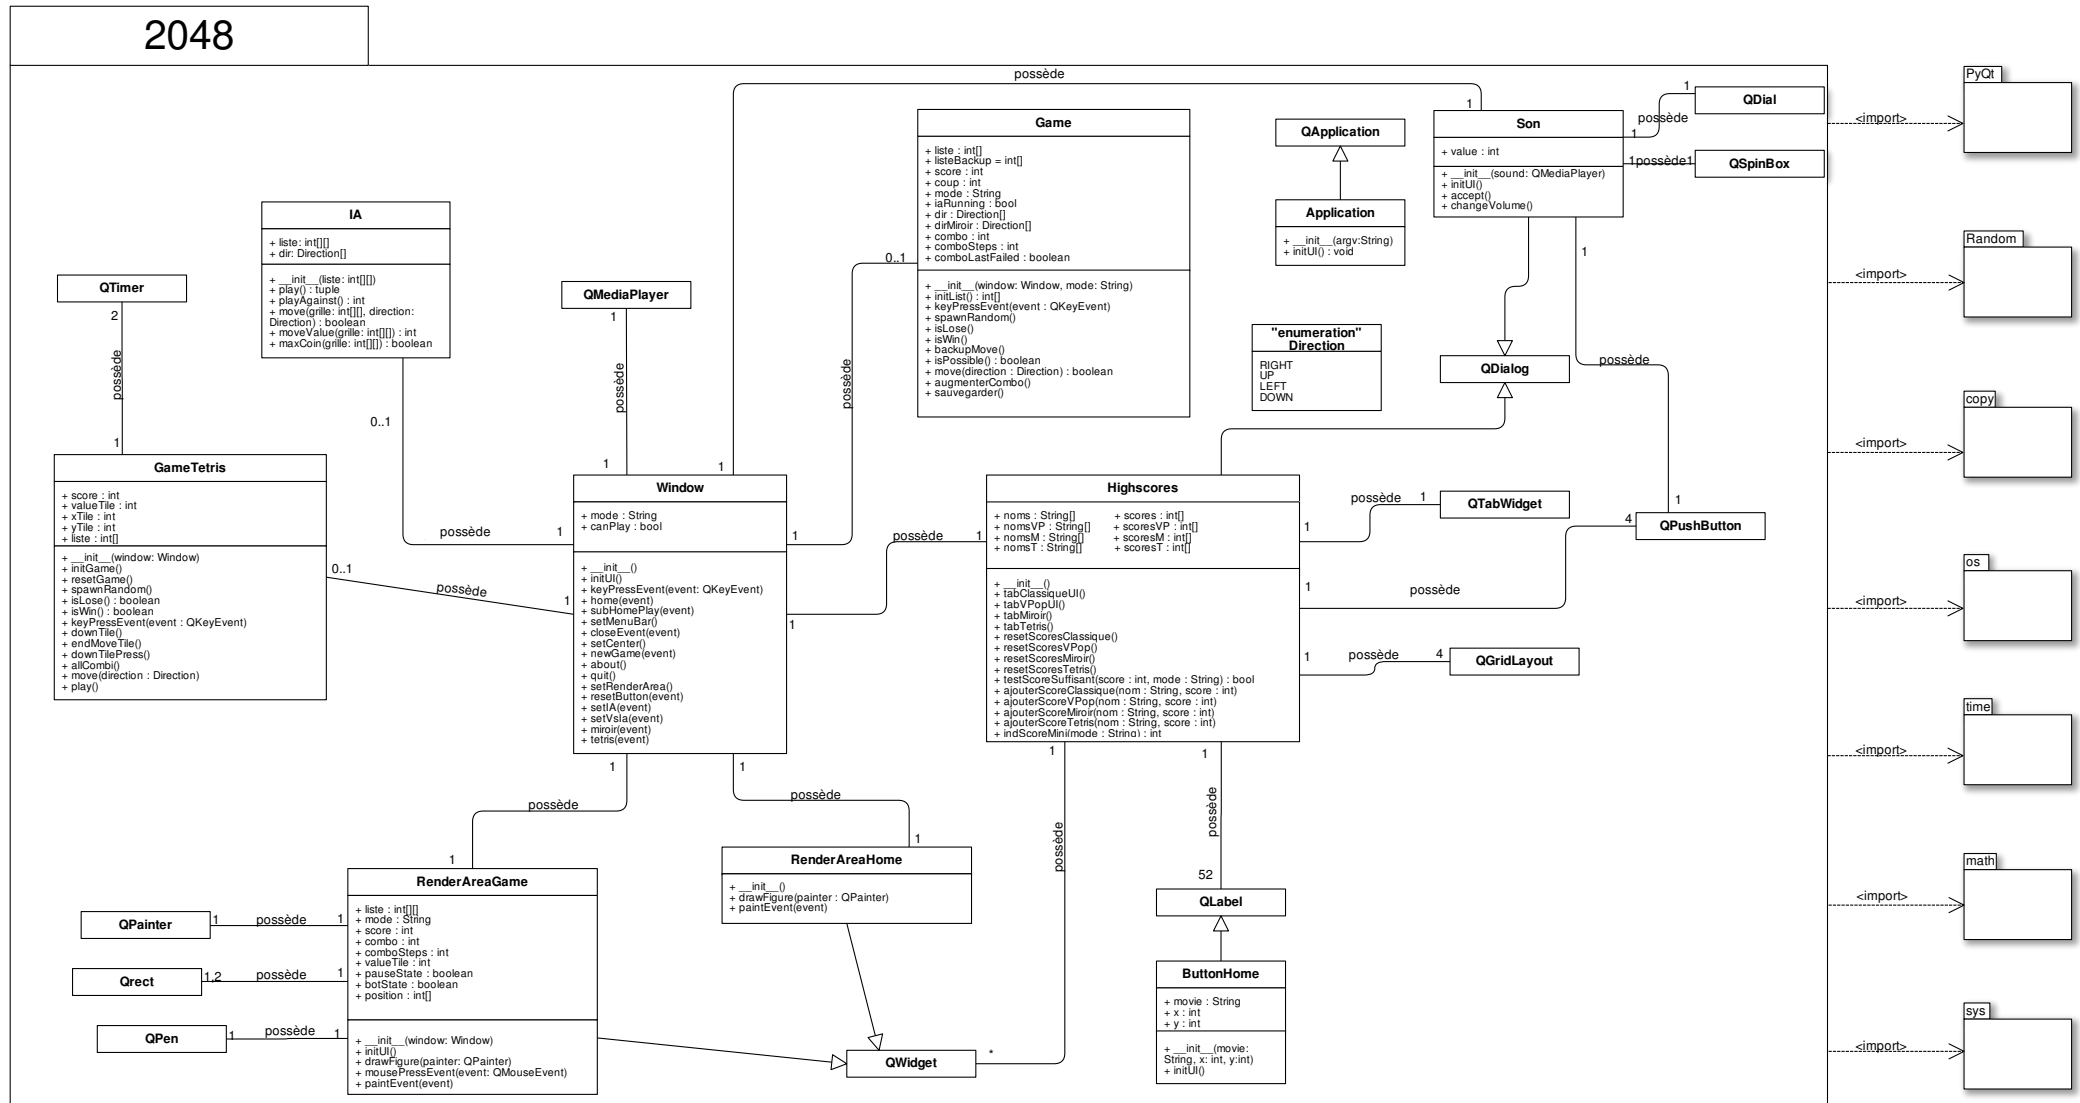 2048
possède
Game
+ liste : int[]
+ listeBackup = int[]
+ score : int
+ coup : int
+ mode : String
+ iaRunning : bool
+ dir : Direction[]
+ dirMiroir : Direction[]
+ combo : int
+ comboSteps : int
+ comboLastFailed : boolean
+ __init__(window: Window, mode: String)
+ initList() : int[]
+ keyPressEvent(event : QKeyEvent)
+ spawnRandom()
+ isLose()
+ isWin()
+ backupMove()
+ isPossible() : boolean
+ move(direction : Direction) : boolean
+ augmenterCombo()
+ sauvegarder()
QApplication
Application
+ __init__(argv:String)
+ initUI() : void
1
Son
+ value : int
+ __init__(sound: QMediaPlayer)
+ initUI()
+ accept()
+ changeVolume()
1
QDial
possède
1
1possède1
QSpinBox
IA
+ liste: int[][]
+ dir: Direction[]
+ __init__(liste: int[][])
+ play() : tuple
+ playAgainst() : int
+ move(grille: int[][], direction:
Direction) : boolean
+ moveValue(grille: int[][]) : int
+ maxCoin(grille: int[][]) : boolean
0..1
possède
1
QTimer
2
possède
1
QMediaPlayer
1
possède
1
1
0..1
possède
1
"enumeration"
Direction
RIGHT
UP
LEFT
DOWN
QDialog
1
possède
1
QPushButton
GameTetris
+ score : int
+ valueTile : int
+ xTile : int
+ yTile : int
+ liste : int[]
+ __init__(window: Window)
+ initGame()
+ resetGame()
+ spawnRandom()
+ isLose() : boolean
+ isWin() : boolean
+ keyPressEvent(event : QKeyEvent)
+ downTile()
+ endMoveTile()
+ downTilePress()
+ allCombi()
+ move(direction : Direction)
+ play()
0..1
possède
1
Window
+ mode : String
+ canPlay : bool
+ __init__()
+ initUI()
+ keyPressEvent(event: QKeyEvent)
+ home(event)
+ subHomePlay(event)
+ setMenuBar()
+ closeEvent(event)
+ setCenter()
+ newGame(event)
+ about()
+ quit()
+ setRenderArea()
+ resetButton(event)
+ setIA(event)
+ setVsIa(event)
+ miroir(event)
+ tetris(event)
possède
1
1
Highscores
+ noms : String[]
+ nomsVP : String[]
+ nomsM : String[]
+ nomsT : String[]
+ scores : int[]
+ scoresVP : int[]
+ scoresM : int[]
+ scoresT : int[]
+ __init__()
+ tabClassiqueUI()
+ tabVPopUI()
+ tabMiroir()
+ tabTetris()
+ resetScoresClassique()
+ resetScoresVPop()
+ resetScoresMiroir()
+ resetScoresTetris()
+ testScoreSuffisant(score : int, mode : String) : bool
+ ajouterScoreClassique(nom : String, score : int)
+ ajouterScoreVPop(nom : String, score : int)
+ ajouterScoreMiroir(nom : String, score : int)
+ ajouterScoreTetris(nom : String, score : int)
+ indScoreMini(mode : String) : int
possède
1
1
QTabWidget
4
1
possède
1
possède
4
QGridLayout
1
possède
1
1
possède
1
RenderAreaGame
+ liste : int[][]
+ mode : String
+ score : int
+ combo : int
+ comboSteps : int
+ valueTile : int
+ pauseState : boolean
+ botState : boolean
+ position : int[]
+ __init__(window: Window)
+ initUI()
+ drawFigure(painter: QPainter)
+ mousePressEvent(event: QMouseEvent)
+ paintEvent(event)
QPainter
1
possède
1
Qrect
1,2
possède
1
QPen
1
possède
1
RenderAreaHome
+ __init__()
+ drawFigure(painter : QPainter)
+ paintEvent(event)
QWidget
*
1
possède
1
possède
52
QLabel
ButtonHome
+ movie : String
+ x : int
+ y : int
+ __init__(movie:
String, x: int, y:int)
+ initUI()
PyQt
<import>
Random
<import>
copy
<import>
os
<import>
time
<import>
math
<import>
sys
<import>